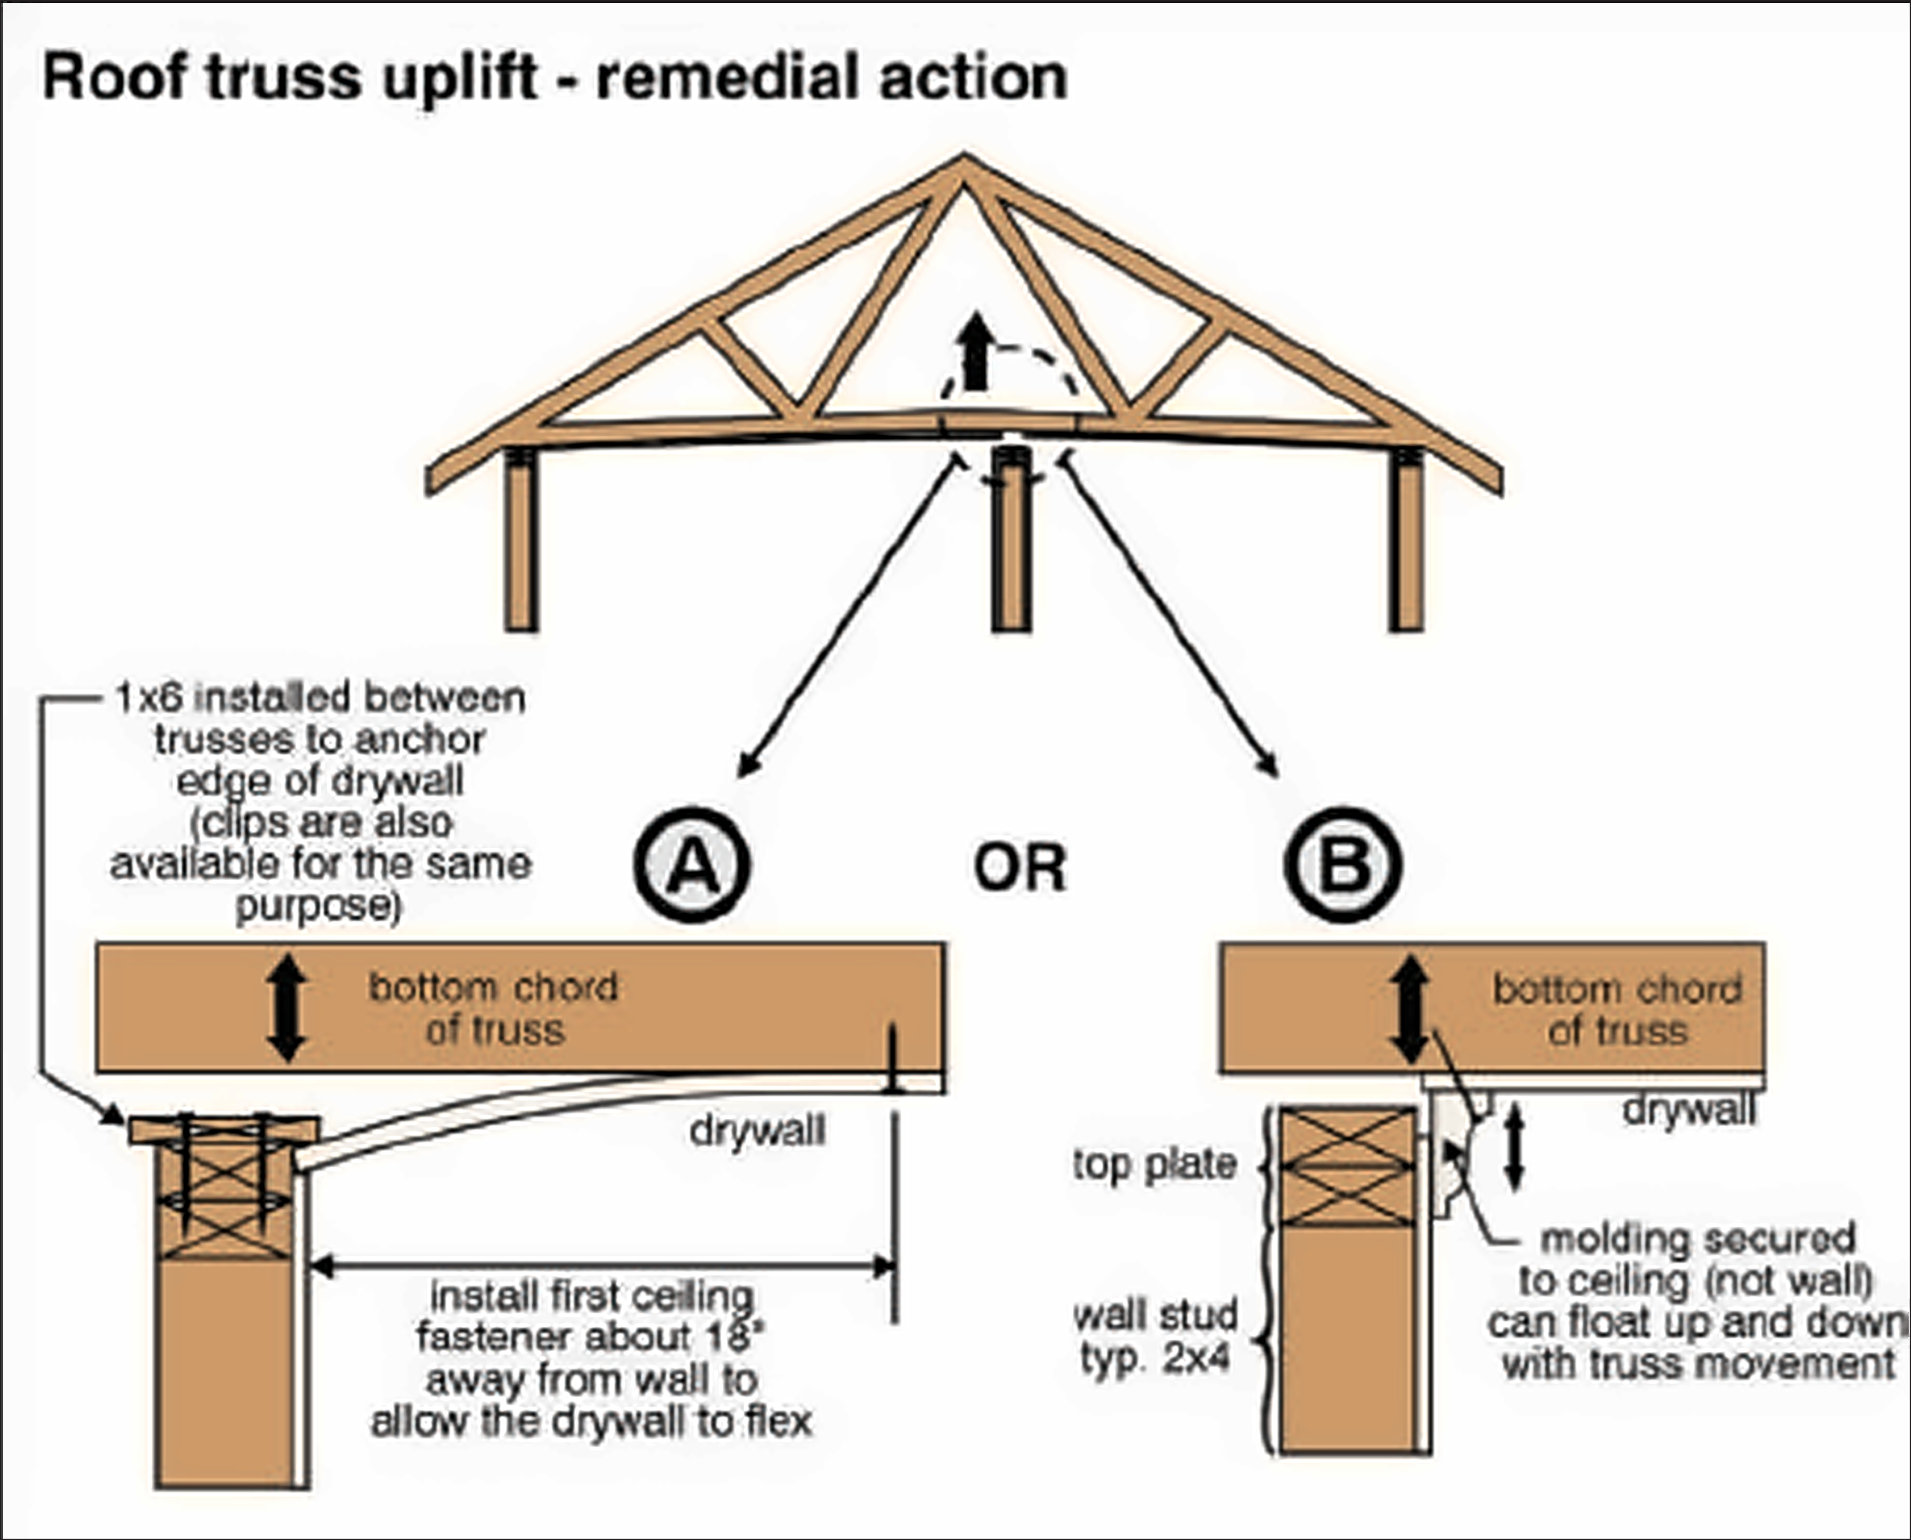 Roof truss uplift - remedial action
1x6 installed between
trusses to anchor
edge of drywall
(clips are also
available for the same
purpose)
A
OR
B
bottom chord
of truss
drywall
install first ceiling
fastener about 18"
away from wall to
allow the drywall to flex
bottom chord
of truss
drywall
top plate
wall stud
typ. 2x4
molding secured
to ceiling (not wall)
can float up and down
with truss movement